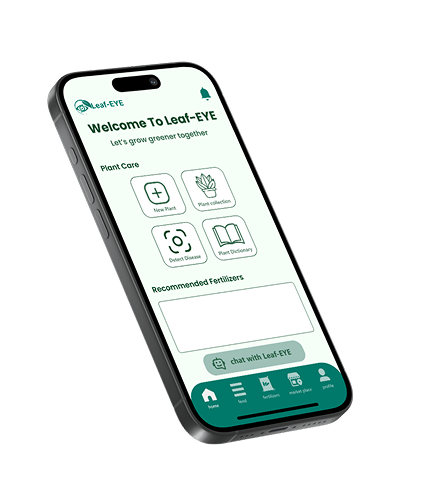 Leaf-EYE
Welcome To Leaf-EYE
Let's grow greener together
Plant Care
New Plant
Plant collection
Detect Disease
Plant Dictionary
Recommended Fertilizers
chat with Leaf-EYE
home
feed
fertilizers
market place
profile